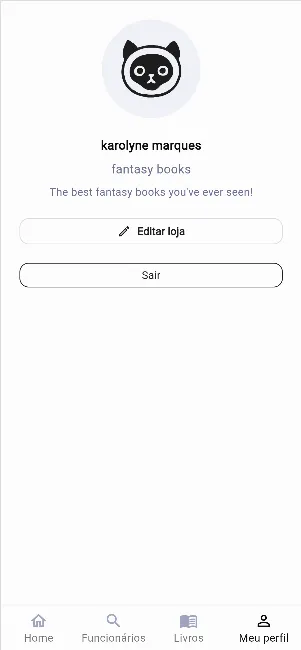 karolyne marques
fantasy books
The best fantasy books you've ever seen!
Editar loja
Sair
Home
Funcionários
Livros
Meu perfil